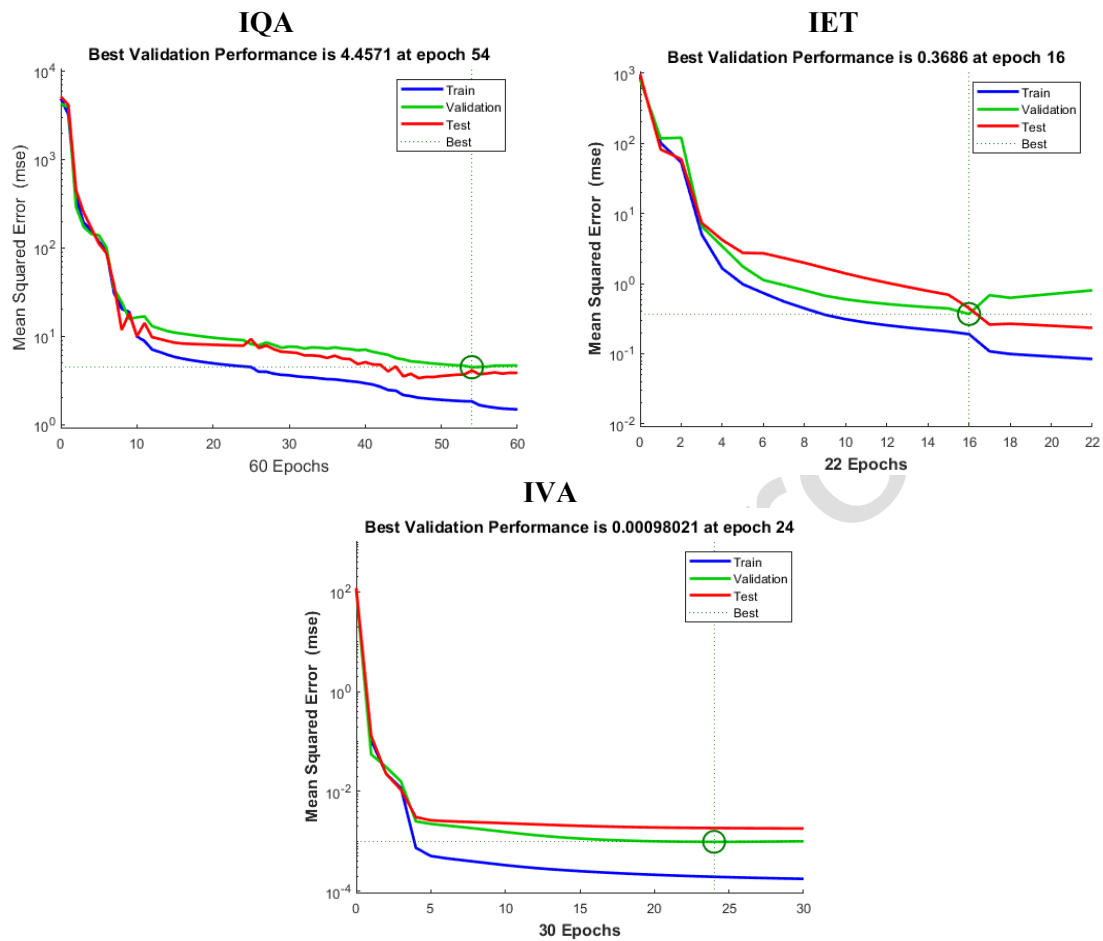 IQA
Best Validation Performance is 4.4571 at epoch 54
Train
Validation
Test
Best
Mean Squared Error (mse)
10^4
10^3
10^2
10^1
10^0
0 10 20 30 40 50 60
60 Epochs
IET
Best Validation Performance is 0.3686 at epoch 16
Train
Validation
Test
Best
Mean Squared Error (mse)
10^3
10^2
10^1
10^0
10^-1
10^-2
0 2 4 6 8 10 12 14 16 18 20 22
22 Epochs
IVA
Best Validation Performance is 0.00098021 at epoch 24
Train
Validation
Test
Best
Mean Squared Error (mse)
10^2
10^0
10^-2
10^-4
0 5 10 15 20 25 30
30 Epochs